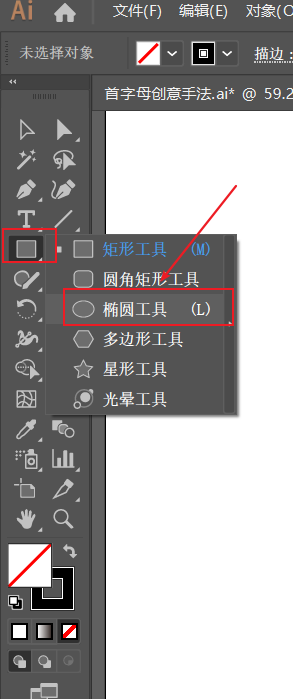 Ai 文件(F) 编辑(E) 对象(O
未选择对象 描边:
首字母创意手法.ai* @ 59.2
矩形工具 (M)
圆角矩形工具
椭圆工具 (L)
多边形工具
星形工具
光晕工具